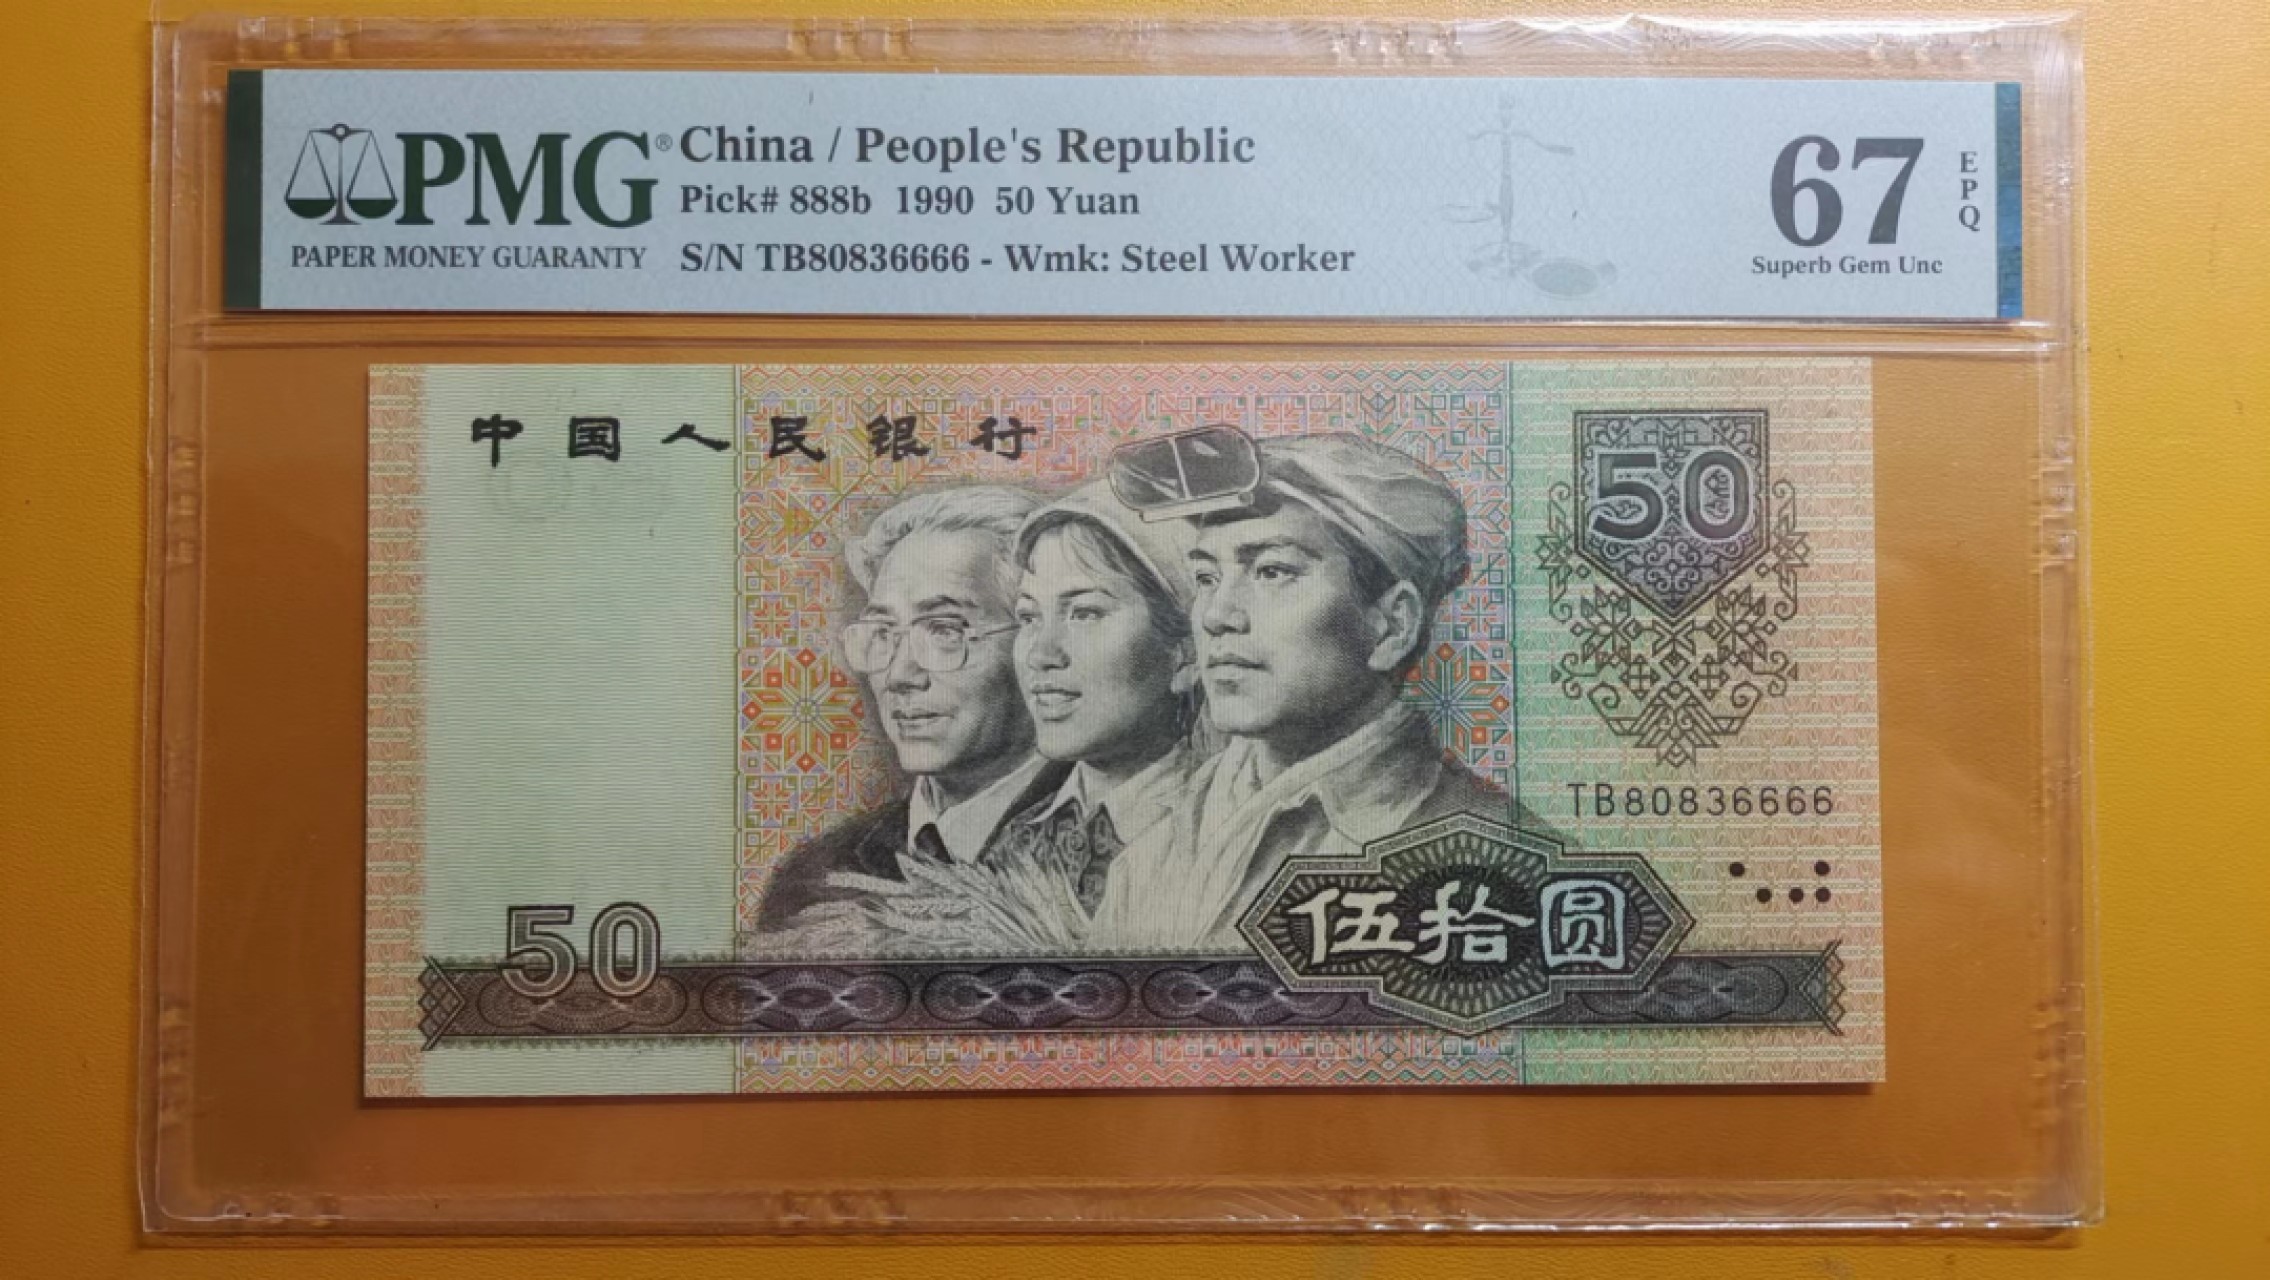 PMG®
PAPER MONEY GUARANTY
China / People's Republic
Pick# 888b 1990 50 Yuan
S/N TB80836666 - Wmk: Steel Worker
67
EPQ
Superb Gem Unc
中国人民银行
50
TB80836666
50
伍拾圆